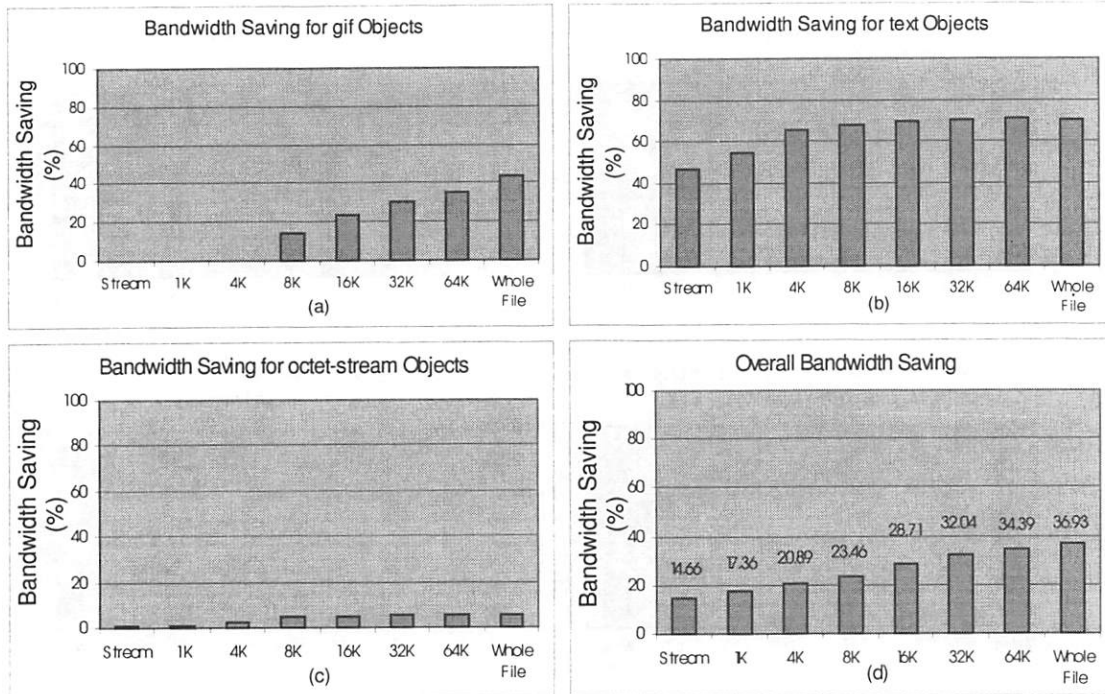 Bandwidth Saving for gif Objects
Bandwidth Saving
(%)
100
80
60
40
20
0
Stream 1K 4K 8K 16K 32K 64K Whole
File
(a)
Bandwidth Saving for text Objects
Bandwidth Saving
(%)
100
80
60
40
20
0
Stream 1K 4K 8K 16K 32K 64K Whole
File
(b)
Bandwidth Saving for octet-stream Objects
Bandwidth Saving
(%)
100
80
60
40
20
0
Stream 1K 4K 8K 16K 32K 64K Whole
File
(c)
Overall Bandwidth Saving
Bandwidth Saving
(%)
100
80
60
40
20
0
14.66 17.36 20.89 23.46 28.71 32.04 34.39 36.93
Stream 1K 4K 8K 16K 32K 64K Whole
File
(d)